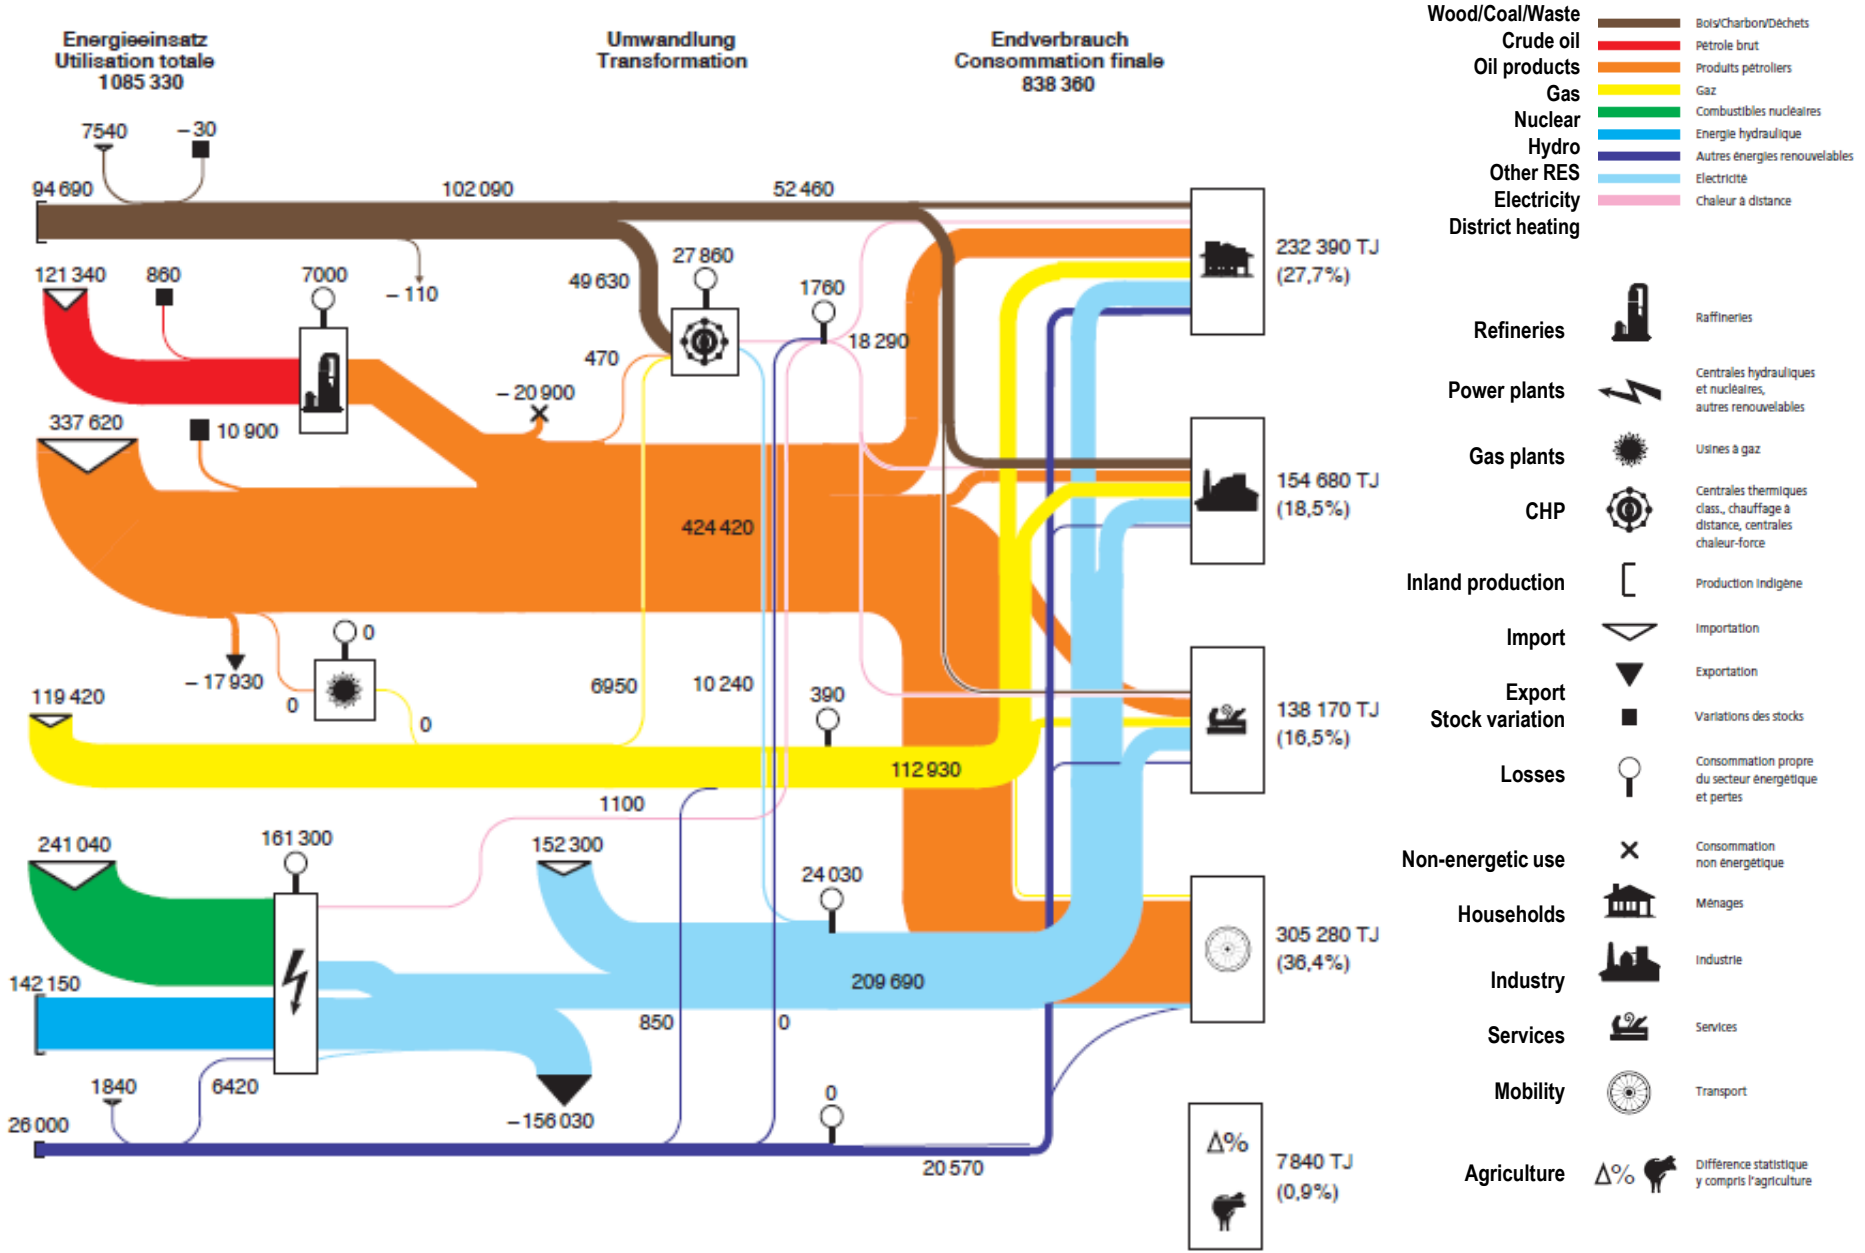 Energieeinsatz
Utilisation totale
1 085 330
Umwandlung
Transformation
Endverbrauch
Consommation finale
838 360
7540
– 30
94 690
102 090
52 460
121 340
860
7000
– 110
49 630
27 860
1760
18 290
470
– 20 900
337 620
10 900
424 420
– 17 930
0
0
0
119 420
6950
10 240
390
112 930
1100
241 040
161 300
152 300
24 030
142 150
209 690
850
0
1840
6420
– 156 030
0
26 000
20 570
232 390 TJ
(27,7%)
154 680 TJ
(18,5%)
138 170 TJ
(16,5%)
305 280 TJ
(36,4%)
Δ%
7840 TJ
(0,9%)
Wood/Coal/Waste
Crude oil
Oil products
Gas
Nuclear
Hydro
Other RES
Electricity
District heating
Bois/Charbon/Déchets
Pétrole brut
Produits pétroliers
Gaz
Combustibles nucléaires
Energie hydraulique
Autres énergies renouvelables
Electricité
Chaleur à distance
Refineries
Raffineries
Power plants
Centrales hydrauliques
et nucléaires,
autres renouvelables
Gas plants
Usines à gaz
CHP
Centrales thermiques
class., chauffage à
distance, centrales
chaleur-force
Inland production
Production indigène
Import
Importation
Export
Exportation
Stock variation
Variations des stocks
Losses
Consommation propre
du secteur énergétique
et pertes
Non-energetic use
Consommation
non énergétique
Households
Ménages
Industry
Industrie
Services
Services
Mobility
Transport
Agriculture
Δ%
Différence statistique
y compris l'agriculture